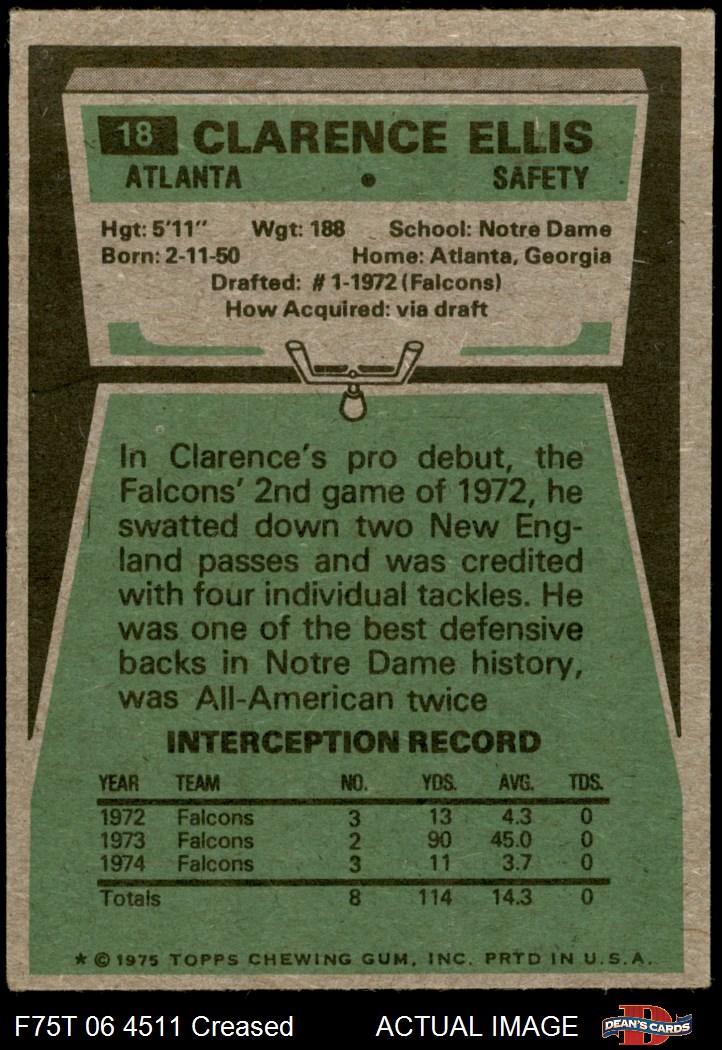 18 CLARENCE ELLIS
ATLANTA • SAFETY
Hgt: 5'11" Wgt: 188 School: Notre Dame
Born: 2-11-50 Home: Atlanta, Georgia
Drafted: #1-1972 (Falcons)
How Acquired: via draft
In Clarence's pro debut, the
Falcons' 2nd game of 1972, he
swatted down two New Eng-
land passes and was credited
with four individual tackles. He
was one of the best defensive
backs in Notre Dame history,
was All-American twice
INTERCEPTION RECORD
YEAR TEAM NO. YDS. AVG. TDS.
1972 Falcons 3 13 4.3 0
1973 Falcons 2 90 45.0 0
1974 Falcons 3 11 3.7 0
Totals 8 114 14.3 0
* © 1975 TOPPS CHEWING GUM, INC. PRTD IN U.S.A.
F75T 06 4511 Creased ACTUAL IMAGE D DEAN'S CARDS